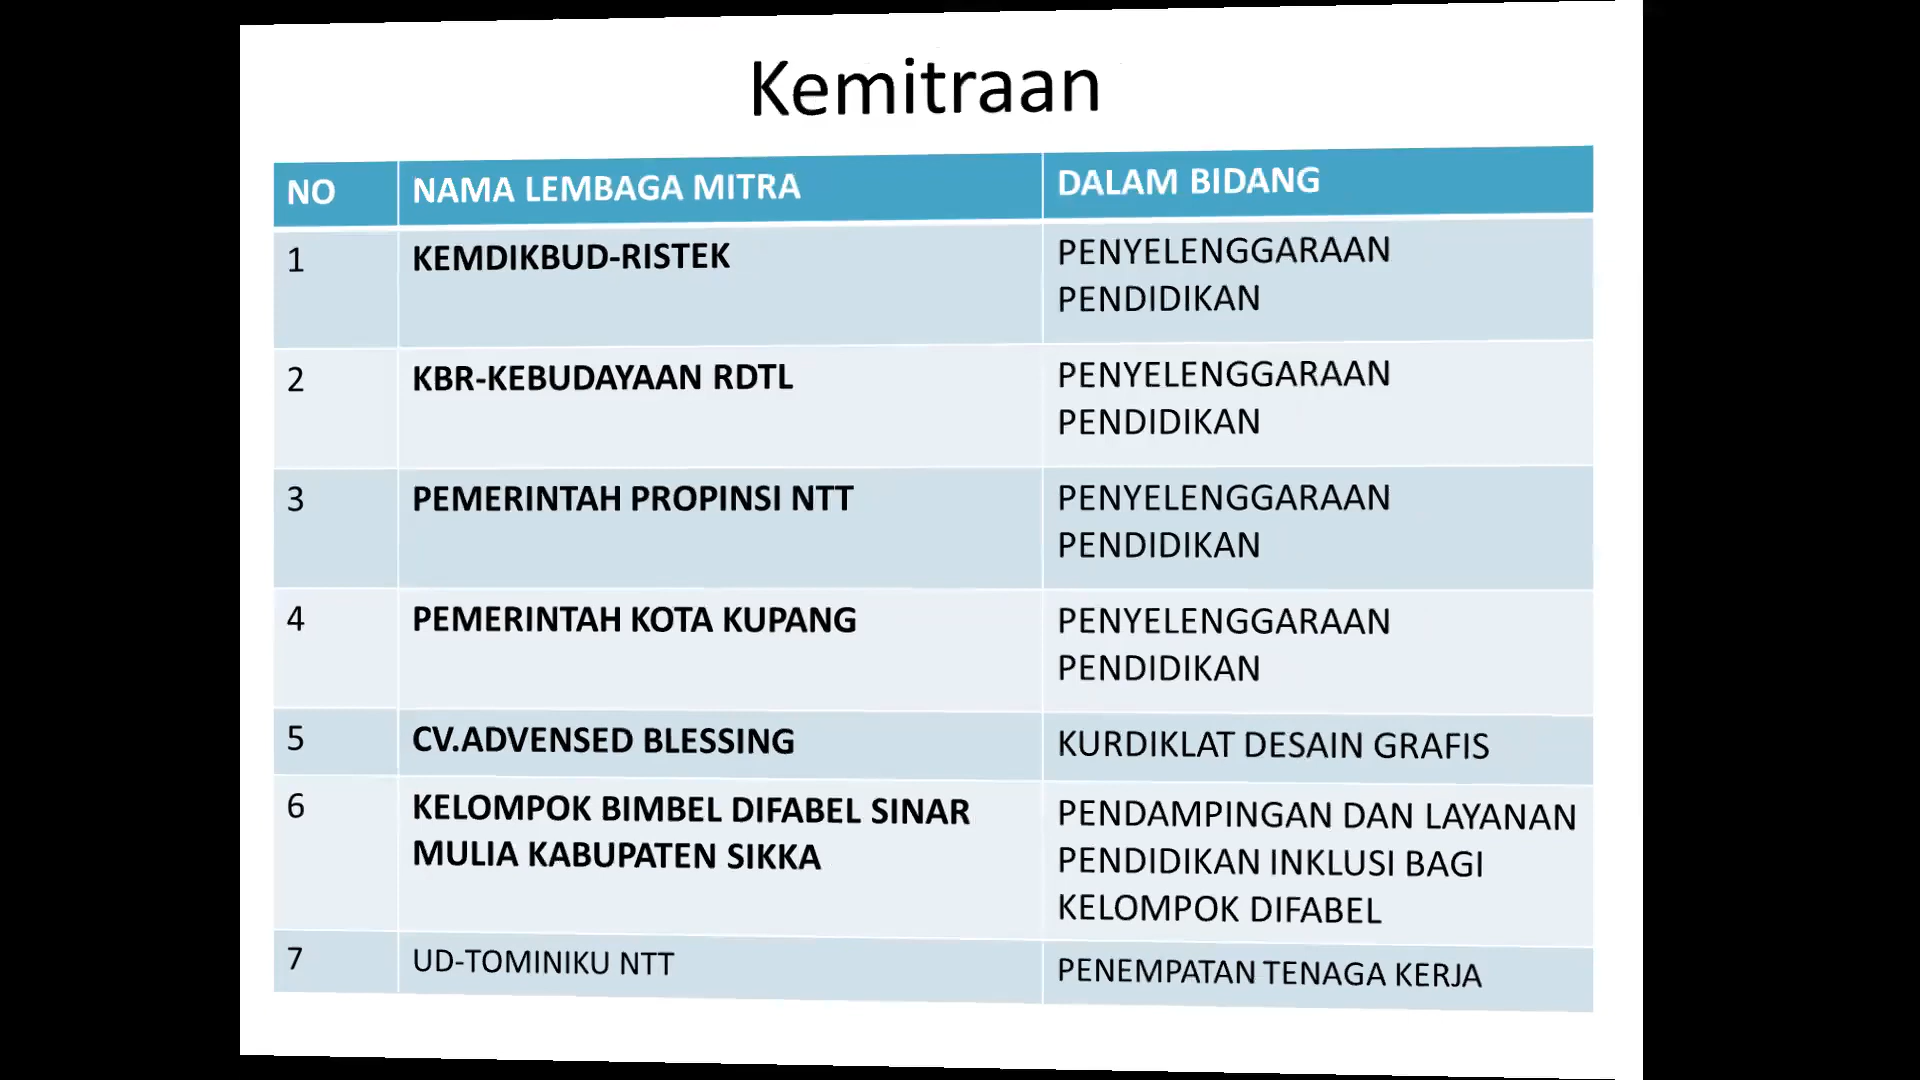 Kemitraan
NO NAMA LEMBAGA MITRA DALAM BIDANG
1 KEMDIKBUD-RISTEK PENYELENGGARAAN
PENDIDIKAN
2 KBR-KEBUDAYAAN RDTL PENYELENGGARAAN
PENDIDIKAN
3 PEMERINTAH PROPINSI NTT PENYELENGGARAAN
PENDIDIKAN
4 PEMERINTAH KOTA KUPANG PENYELENGGARAAN
PENDIDIKAN
5 CV.ADVENSED BLESSING KURDIKLAT DESAIN GRAFIS
6 KELOMPOK BIMBEL DIFABEL SINAR PENDAMPINGAN DAN LAYANAN
MULIA KABUPATEN SIKKA PENDIDIKAN INKLUSI BAGI
KELOMPOK DIFABEL
7 UD-TOMINIKU NTT PENEMPATAN TENAGA KERJA